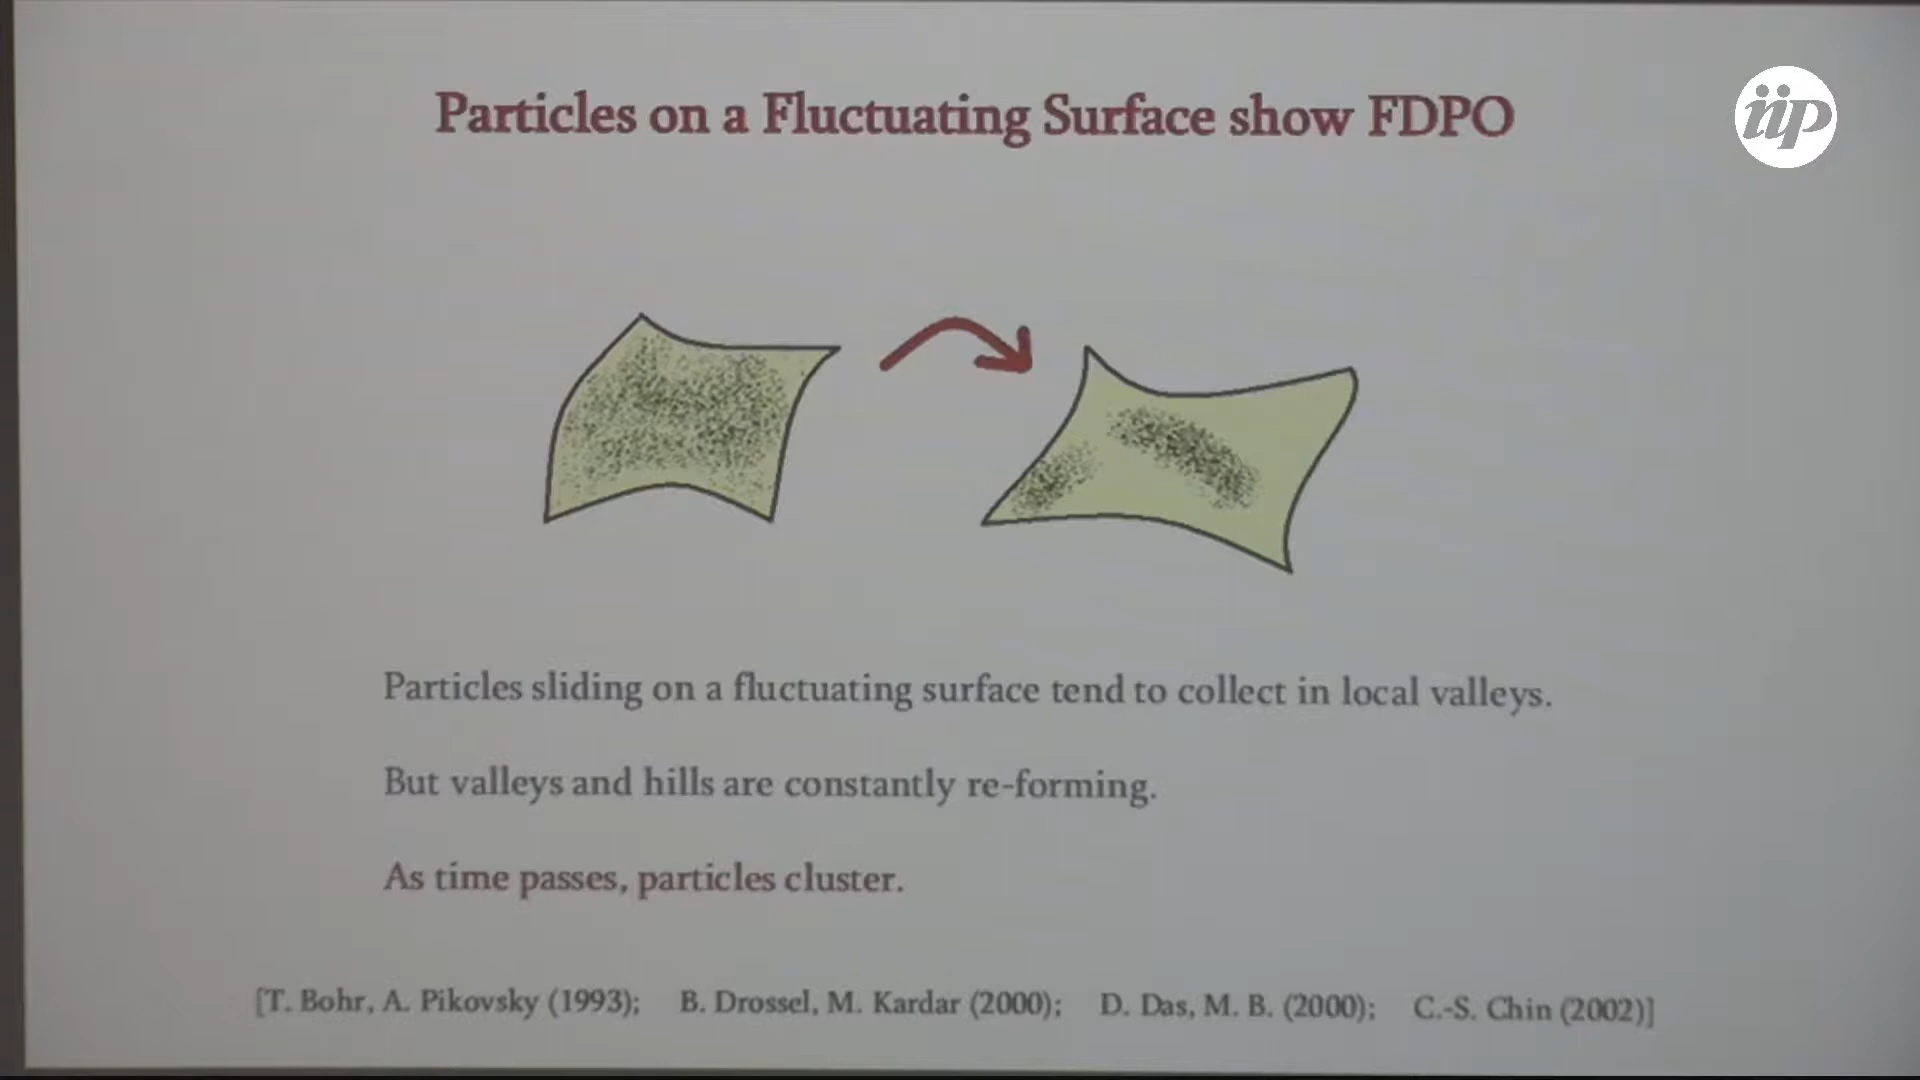 Particles on a Fluctuating Surface show FDPO
iip
Particles sliding on a fluctuating surface tend to collect in local valleys.
But valleys and hills are constantly re-forming.
As time passes, particles cluster.
[T. Bohr, A. Pikovsky (1993); B. Drossel, M. Kardar (2000); D. Das, M. B. (2000); C.-S. Chin (2002)]